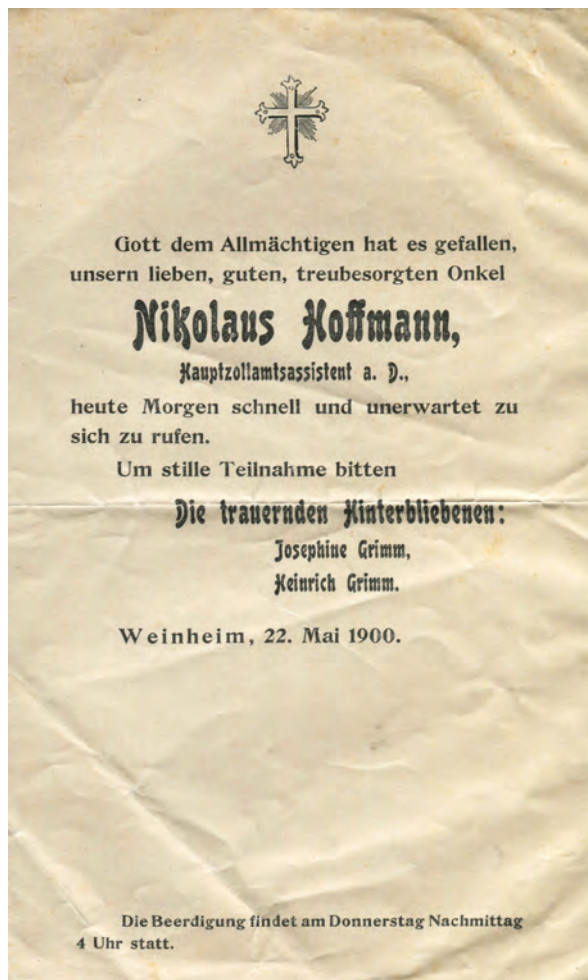 Gott dem Allmächtigen hat es gefallen,
unsern lieben, guten, treubesorgten Onkel
Nikolaus Hoffmann,
Hauptzollamtsassistent a. D.,
heute Morgen schnell und unerwartet zu
sich zu rufen.
Um stille Teilnahme bitten
Die trauernden Hinterbliebenen:
Josephine Grimm,
Heinrich Grimm.
Weinheim, 22. Mai 1900.
Die Beerdigung findet am Donnerstag Nachmittag
4 Uhr statt.